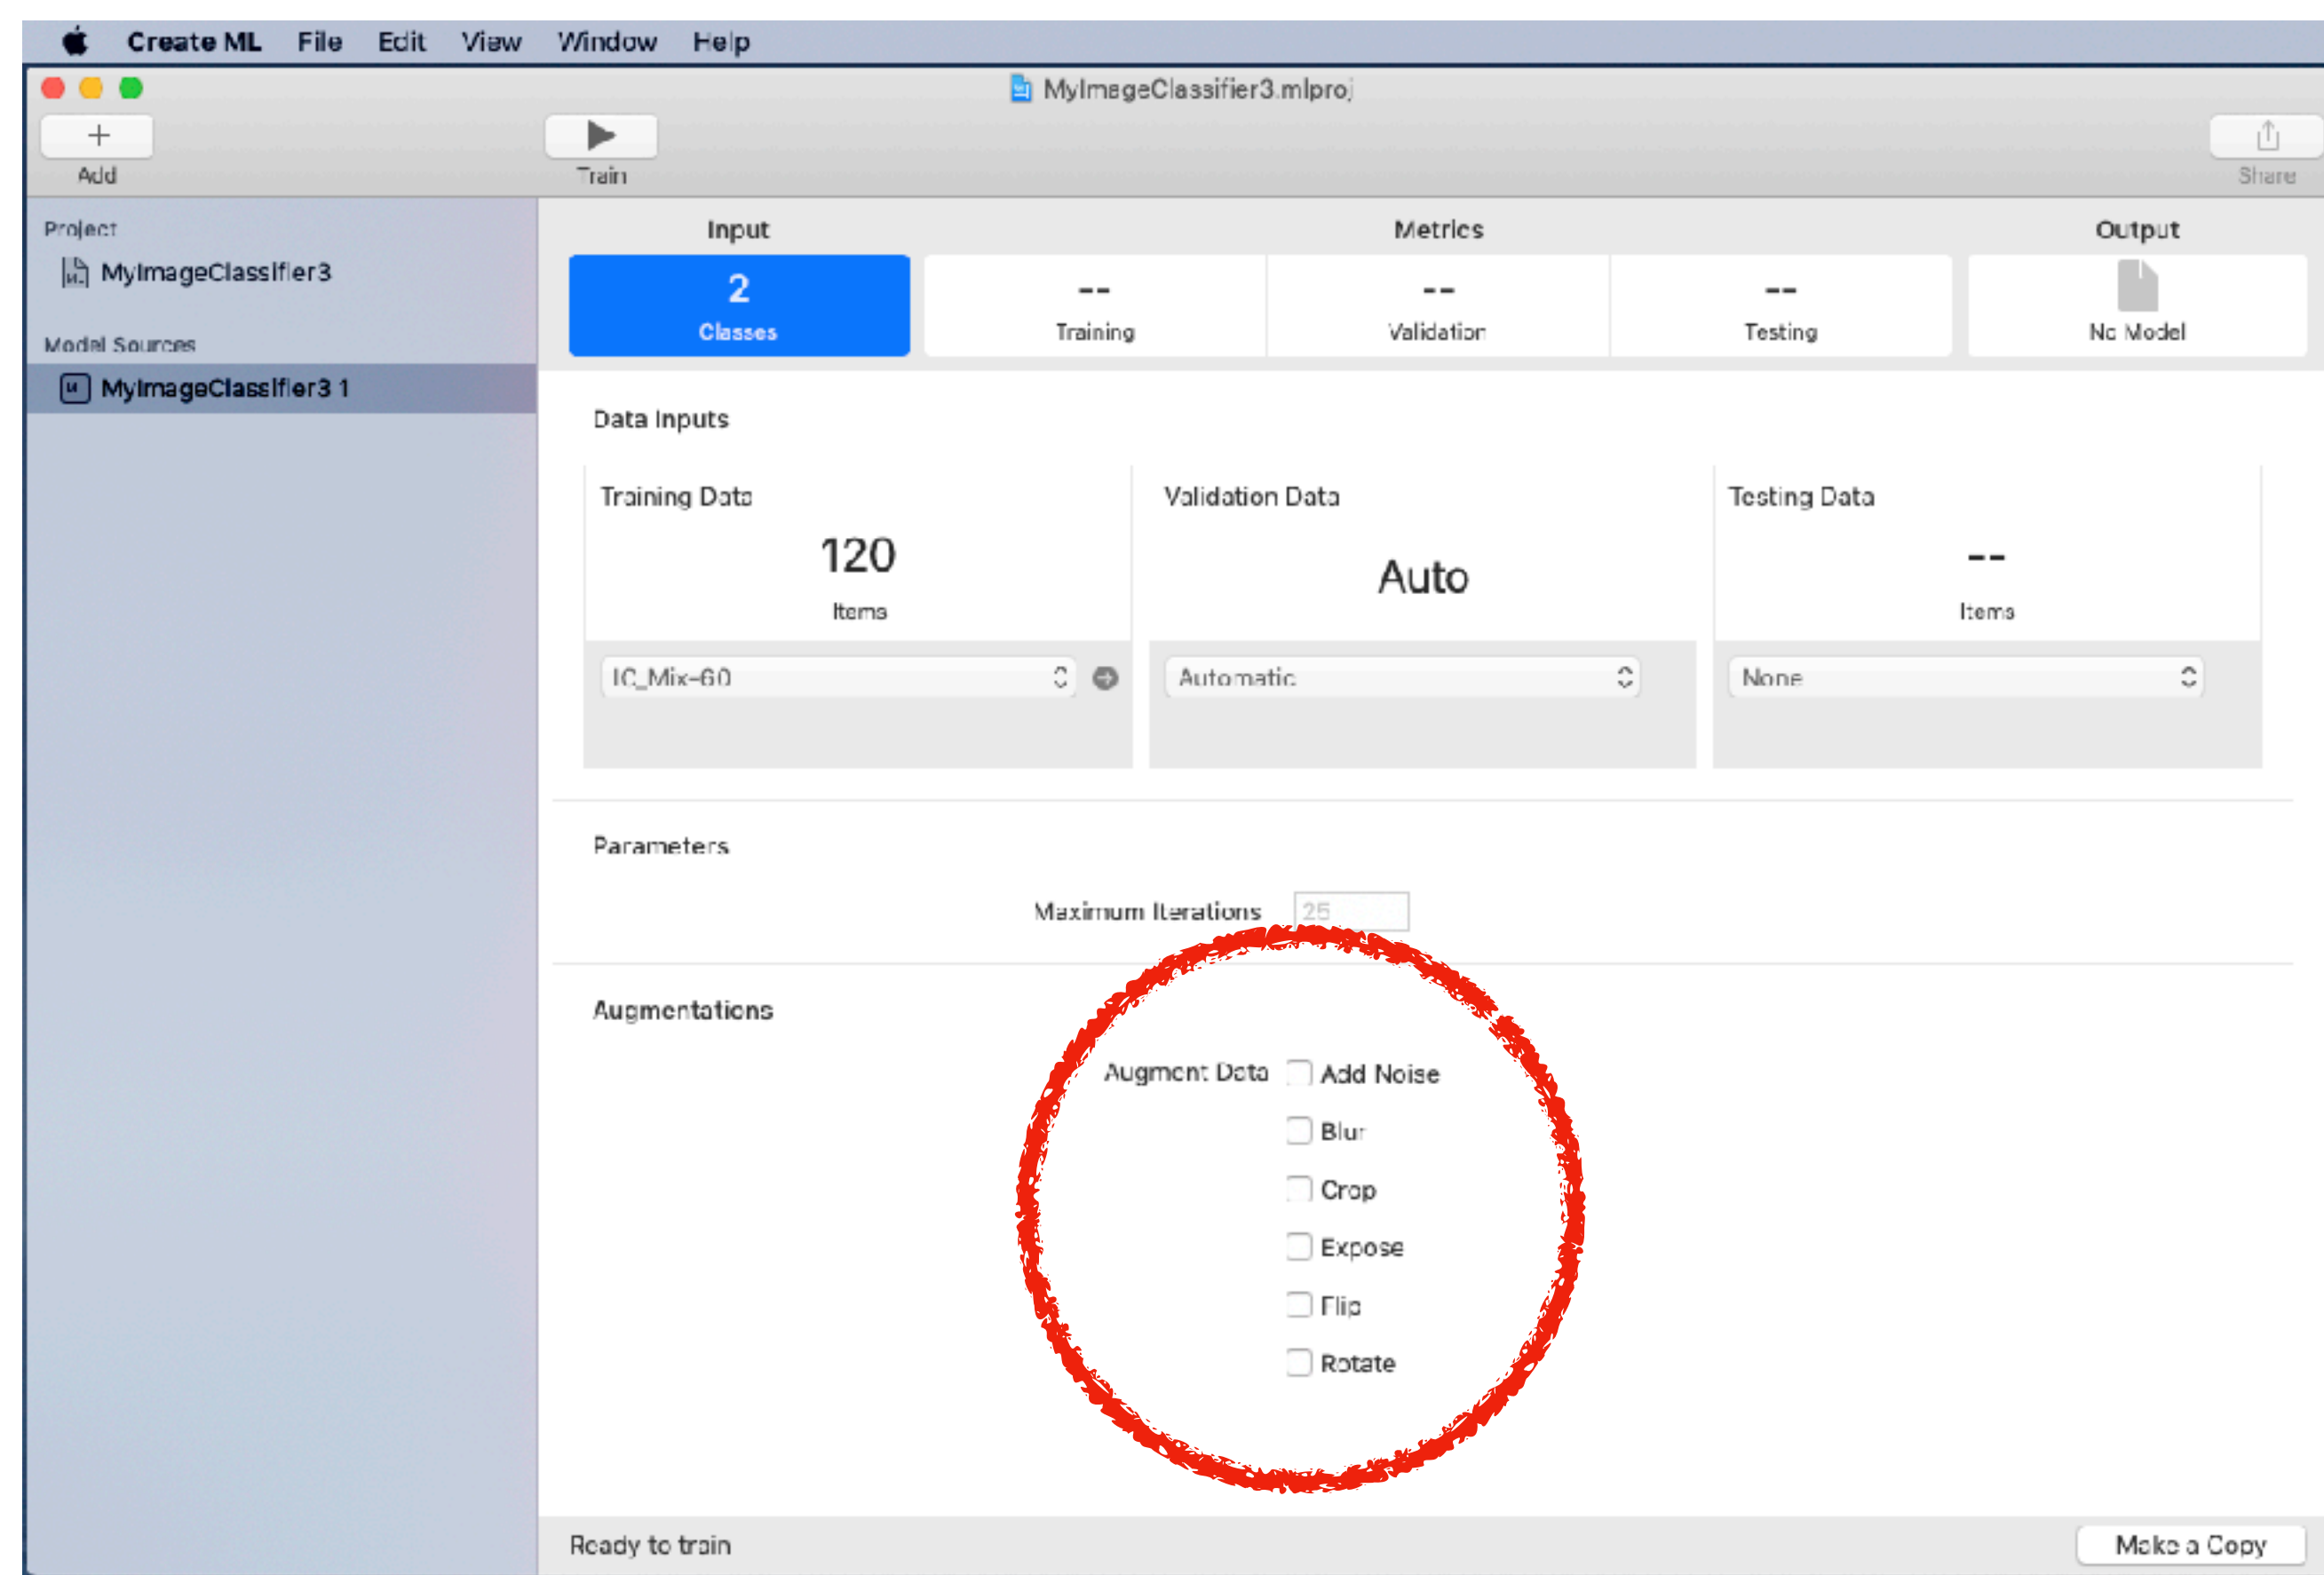 Create ML File Edit View Window Help
MyImageClassifier3.mlproj
+
Add
Train
Share
Project
MyImageClassifier3
Model Sources
MyImageClassifier3 1
Input
Metrics
Output
2
Classes
--
Training
--
Validation
--
Testing
No Model
Data Inputs
Training Data
120
Items
IC_Mix-60
Validation Data
Auto
Automatic
Testing Data
--
Items
None
Parameters
Maximum Iterations 25
Augmentations
Augment Data Add Noise
Blur
Crop
Expose
Flip
Rotate
Ready to train
Make a Copy